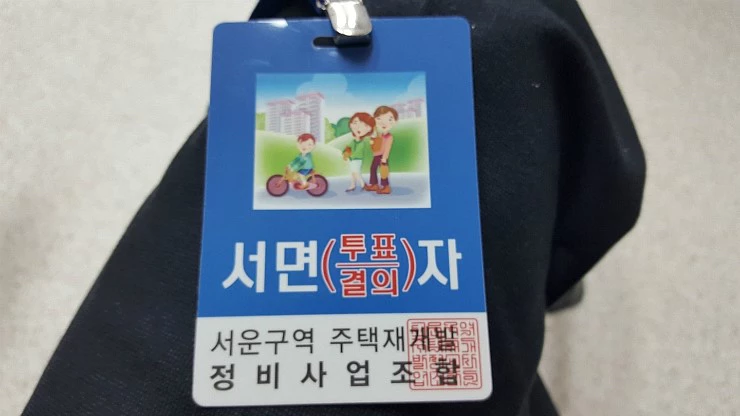 서면(투표
결의)자
서운구역 주택재개발
정비사업조합